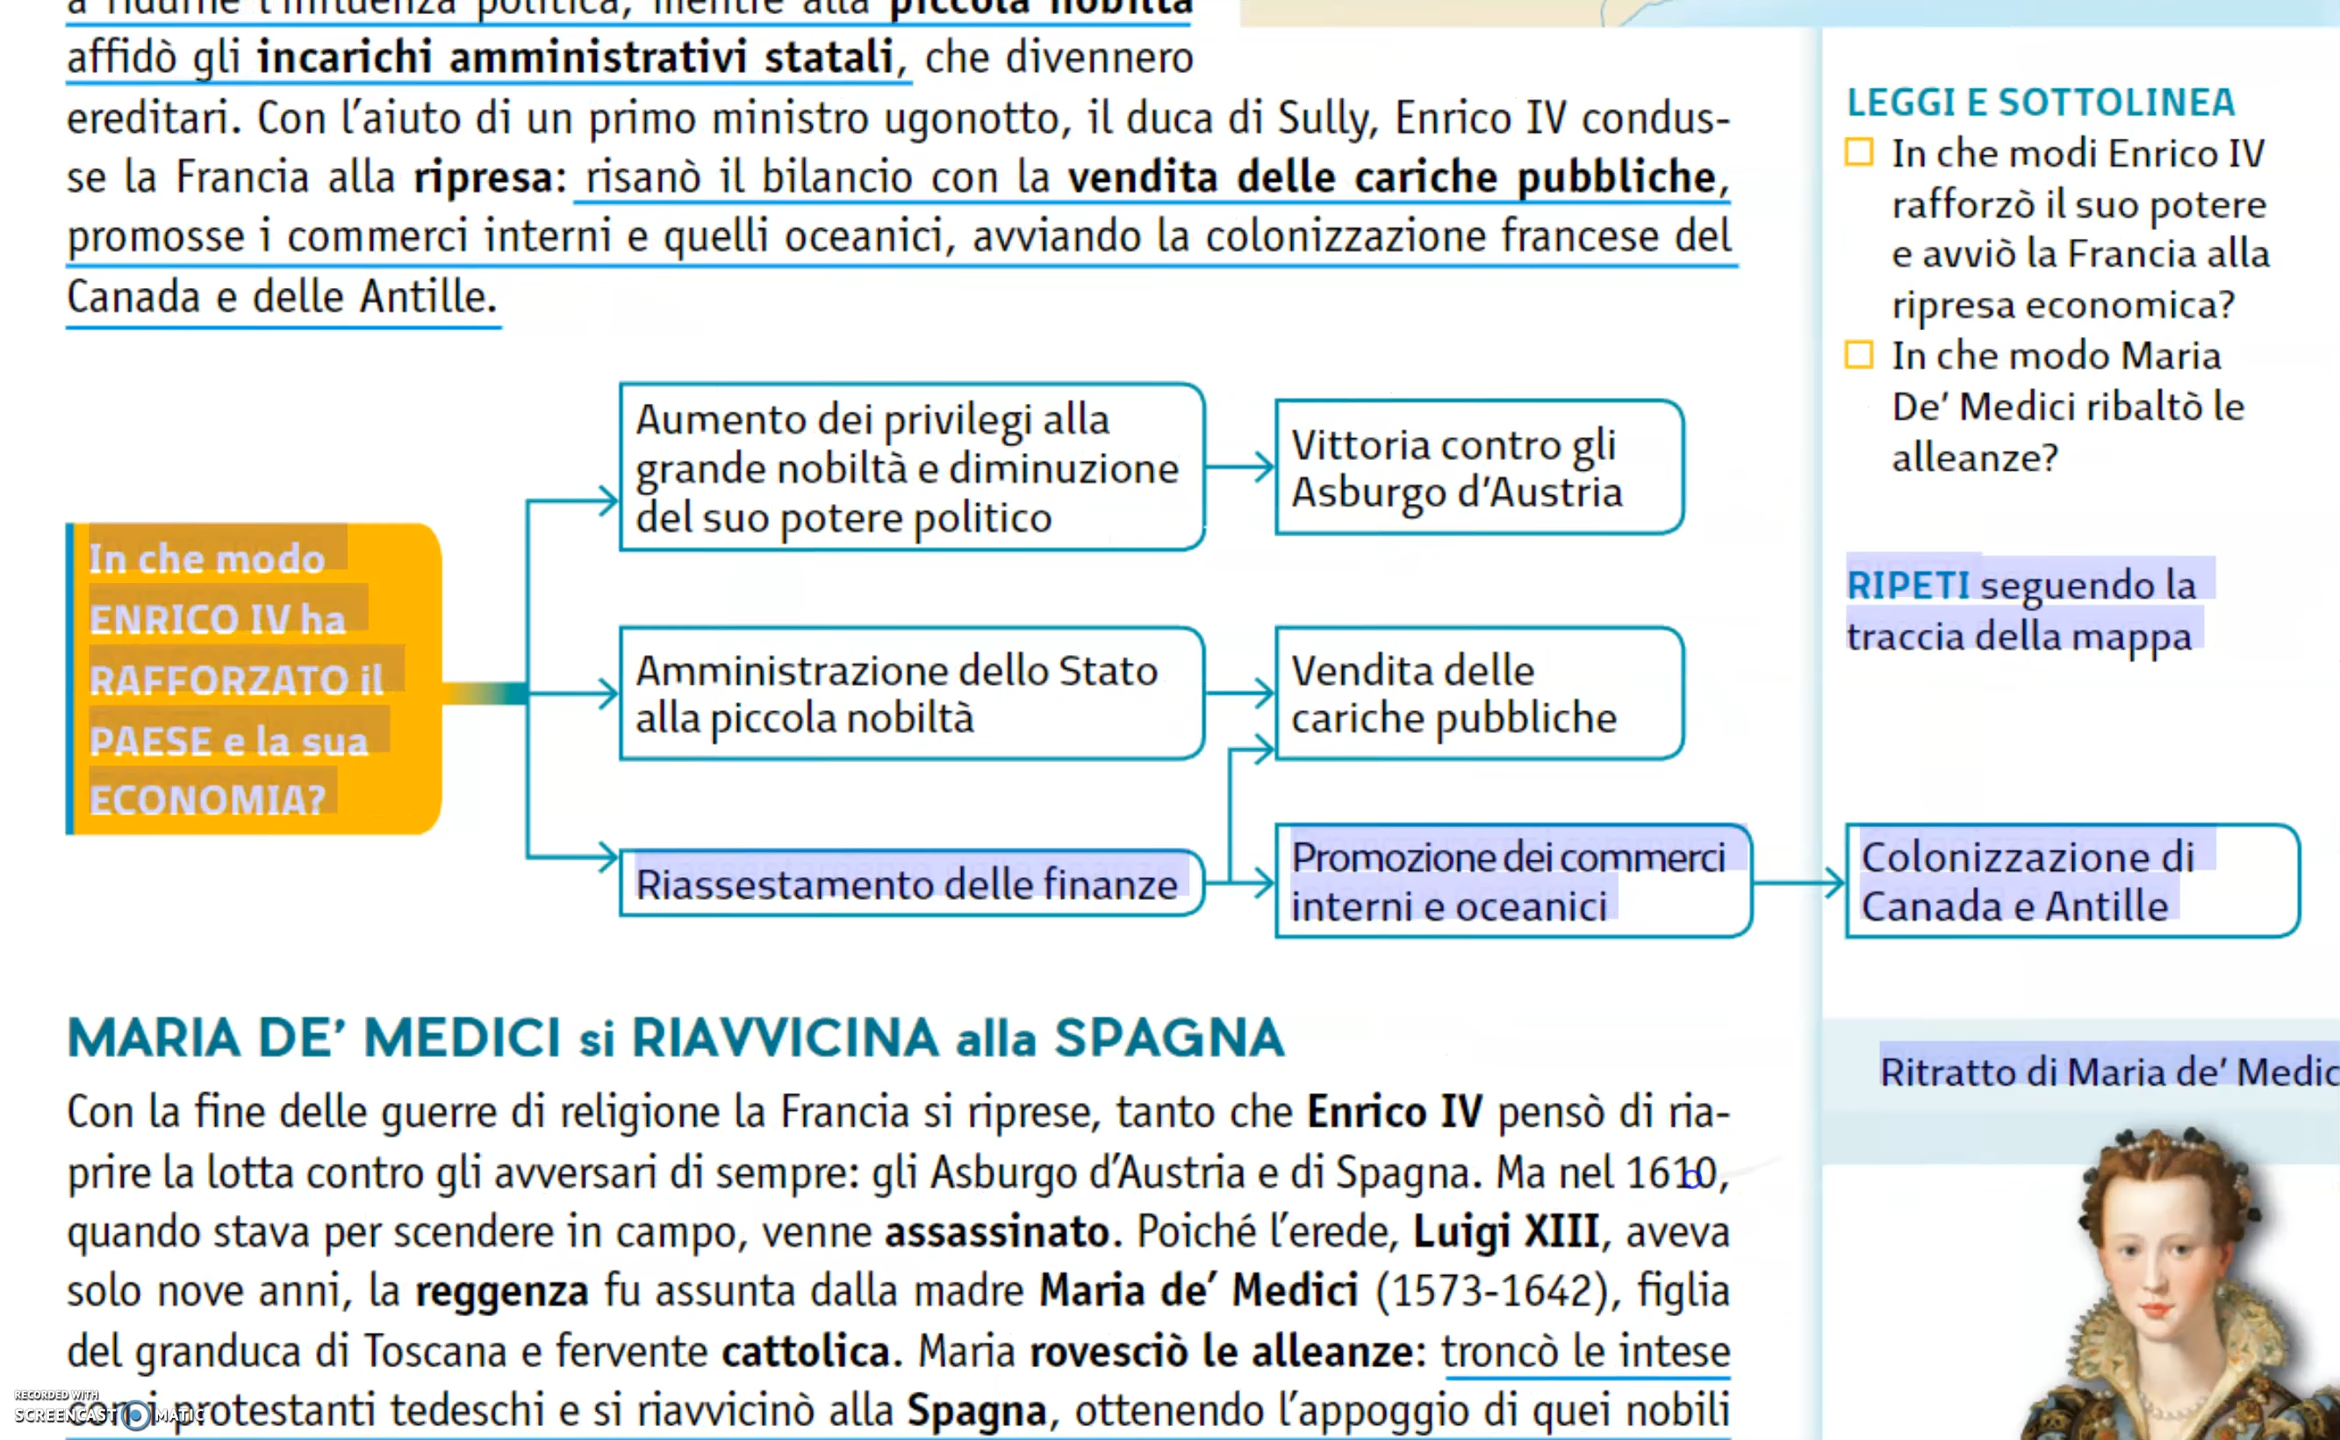 a ridurne l'influenza politica, mentre alla piccola nobiltà
affidò gli incarichi amministrativi statali, che divennero
ereditari. Con l'aiuto di un primo ministro ugonotto, il duca di Sully, Enrico IV condus-
se la Francia alla ripresa: risanò il bilancio con la vendita delle cariche pubbliche,
promosse i commerci interni e quelli oceanici, avviando la colonizzazione francese del
Canada e delle Antille.
LEGGI E SOTTOLINEA
In che modi Enrico IV
rafforzò il suo potere
e avviò la Francia alla
ripresa economica?
In che modo Maria
De' Medici ribaltò le
alleanze?
RIPETI seguendo la
traccia della mappa
In che modo
ENRICO IV ha
RAFFORZATO il
PAESE e la sua
ECONOMIA?
Aumento dei privilegi alla
grande nobiltà e diminuzione
del suo potere politico
Vittoria contro gli
Asburgo d'Austria
Amministrazione dello Stato
alla piccola nobiltà
Vendita delle
cariche pubbliche
Riassestamento delle finanze
Promozione dei commerci
interni e oceanici
Colonizzazione di
Canada e Antille
MARIA DE' MEDICI si RIAVVICINA alla SPAGNA
Con la fine delle guerre di religione la Francia si riprese, tanto che Enrico IV pensò di ria-
prire la lotta contro gli avversari di sempre: gli Asburgo d'Austria e di Spagna. Ma nel 1610,
quando stava per scendere in campo, venne assassinato. Poiché l'erede, Luigi XIII, aveva
solo nove anni, la reggenza fu assunta dalla madre Maria de' Medici (1573-1642), figlia
del granduca di Toscana e fervente cattolica. Maria rovesciò le alleanze: troncò le intese
con i protestanti tedeschi e si riavvicinò alla Spagna, ottenendo l'appoggio di quei nobili
Ritratto di Maria de' Medic
RECORDED WITH
SCREENCAST MATIC